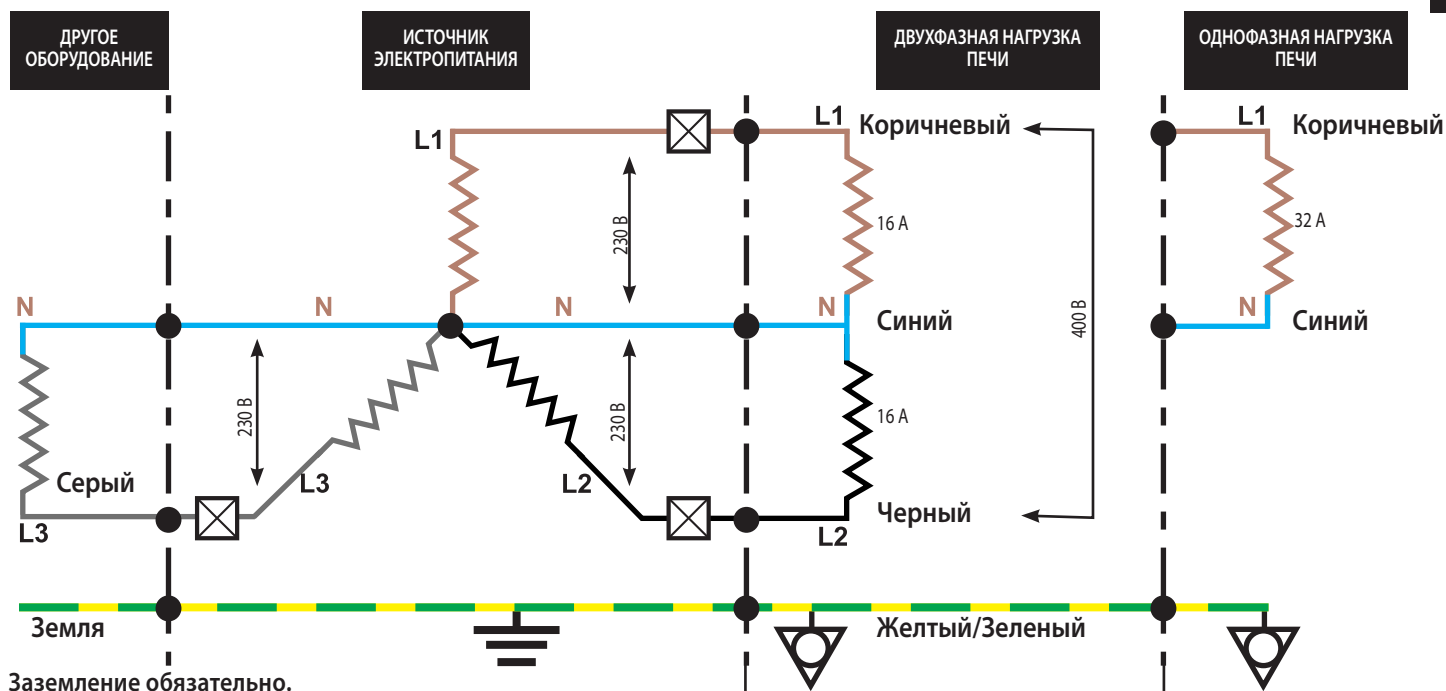 ДРУГОЕ
ОБОРУДОВАНИЕ
ИСТОЧНИК
ЭЛЕКТРОПИТАНИЯ
ДВУХФАЗНАЯ НАГРУЗКА
ПЕЧИ
ОДНОФАЗНАЯ НАГРУЗКА
ПЕЧИ
L1
L1
Коричневый
L1
Коричневый
230 В
16 A
32 A
N
N
N
N
Синий
400 В
N
Синий
230 В
230 В
16 A
Серый
L3
L2
Черный
L3
L2
Земля
Желтый/Зеленый
Заземление обязательно.